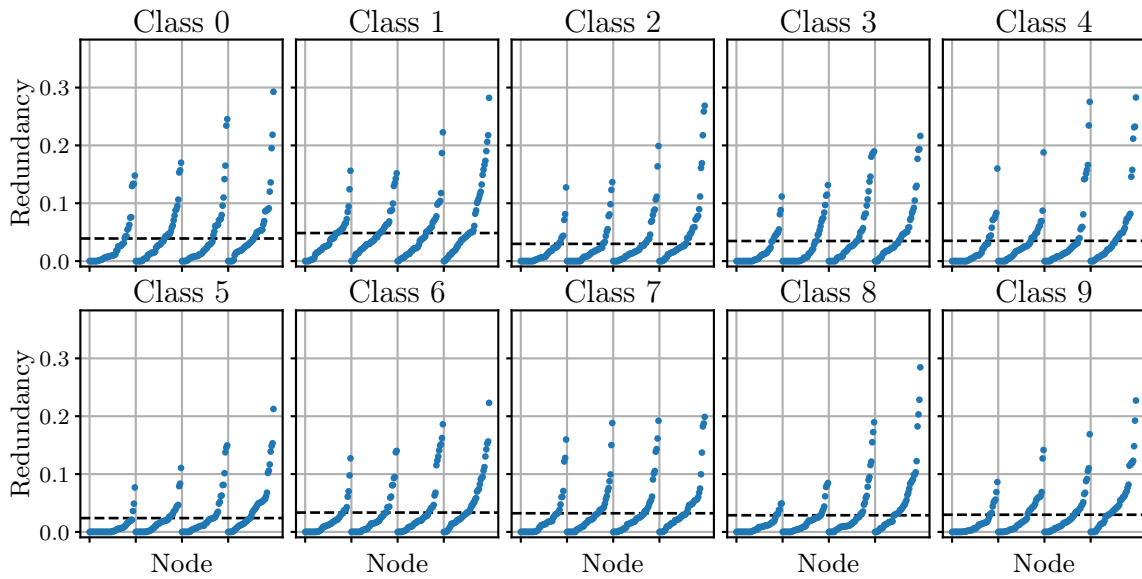 Class 0 Class 1 Class 2 Class 3 Class 4
Redundancy
0.3
0.2
0.1
0.0
Class 5 Class 6 Class 7 Class 8 Class 9
Redundancy
0.3
0.2
0.1
0.0
Node Node Node Node Node